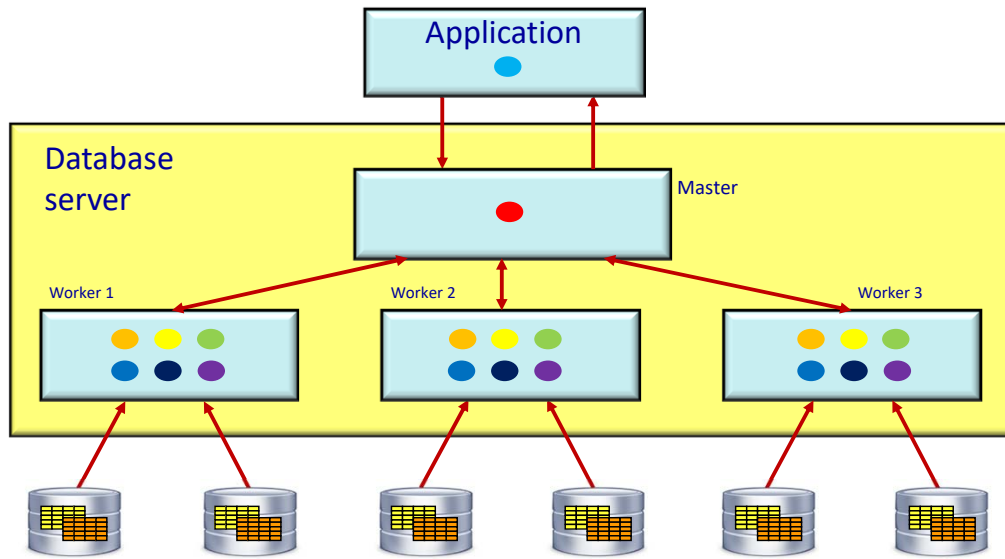 Application
Database
server
Master
Worker 1
Worker 2
Worker 3